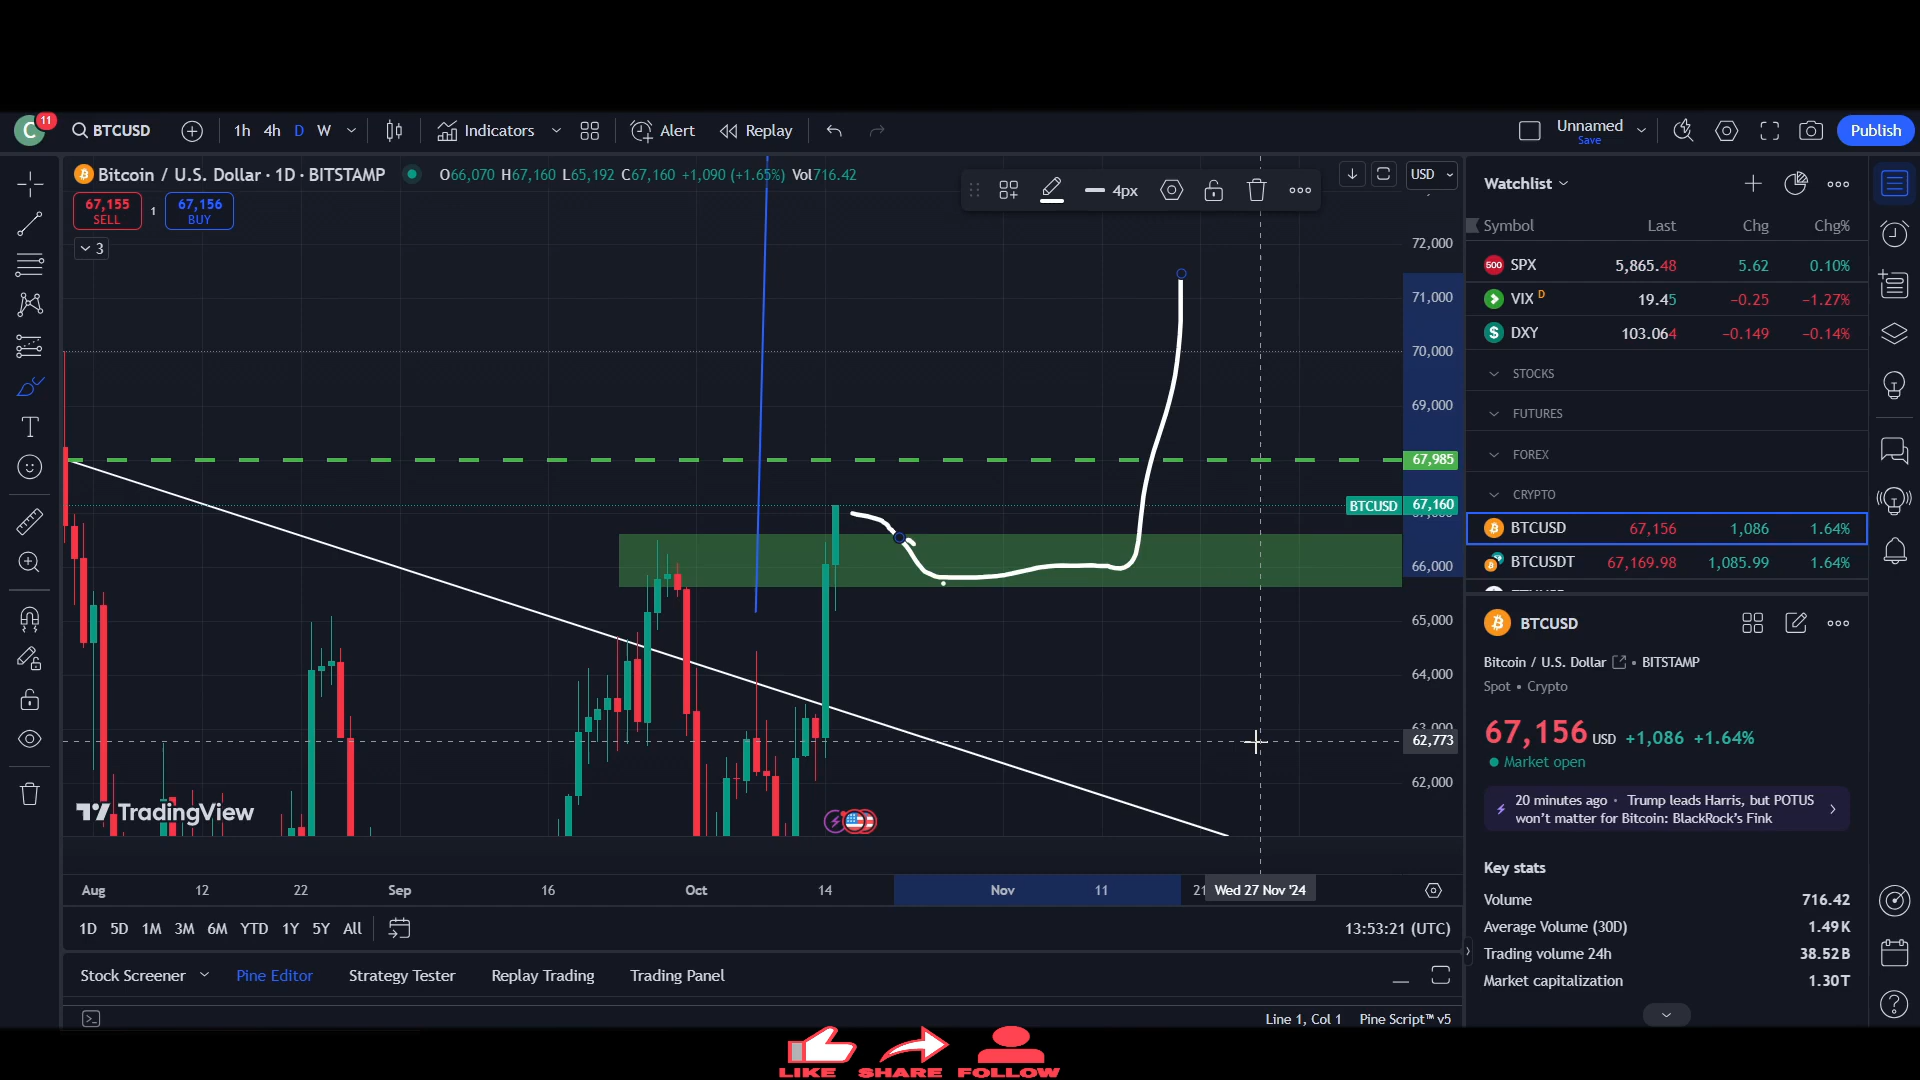 11
C
BTCUSD
1h 4h D W
Indicators
Alert
Replay
Unnamed
Save
Publish
Bitcoin / U.S. Dollar · 1D · BITSTAMP
O66,070 H67,160 L65,192 C67,160 +1,090 (+1.65%) Vol716.42
67,155
SELL
1
67,156
BUY
3
4px
USD
72,000
71,000
70,000
69,000
67,985
BTCUSD 67,160
66,000
65,000
64,000
63,000
62,773
62,000
TradingView
Aug 12 22 Sep 16 Oct 14 Nov 11 21 Wed 27 Nov '24
1D 5D 1M 3M 6M YTD 1Y 5Y All
13:53:21 (UTC)
Stock Screener Pine Editor Strategy Tester Replay Trading Trading Panel
Line 1, Col 1 Pine Script™ v5
Watchlist
Symbol Last Chg Chg%
500 SPX 5,865.48 5.62 0.10%
VIX D 19.45 −0.25 −1.27%
DXY 103.064 −0.149 −0.14%
STOCKS
FUTURES
FOREX
CRYPTO
BTCUSD 67,156 1,086 1.64%
BTCUSDT 67,169.98 1,085.99 1.64%
BTCUSD
Bitcoin / U.S. Dollar • BITSTAMP
Spot • Crypto
67,156 USD +1,086 +1.64%
Market open
20 minutes ago · Trump leads Harris, but POTUS
won't matter for Bitcoin: BlackRock's Fink
Key stats
Volume 716.42
Average Volume (30D) 1.49K
Trading volume 24h 38.52B
Market capitalization 1.30T
LIKE SHARE FOLLOW